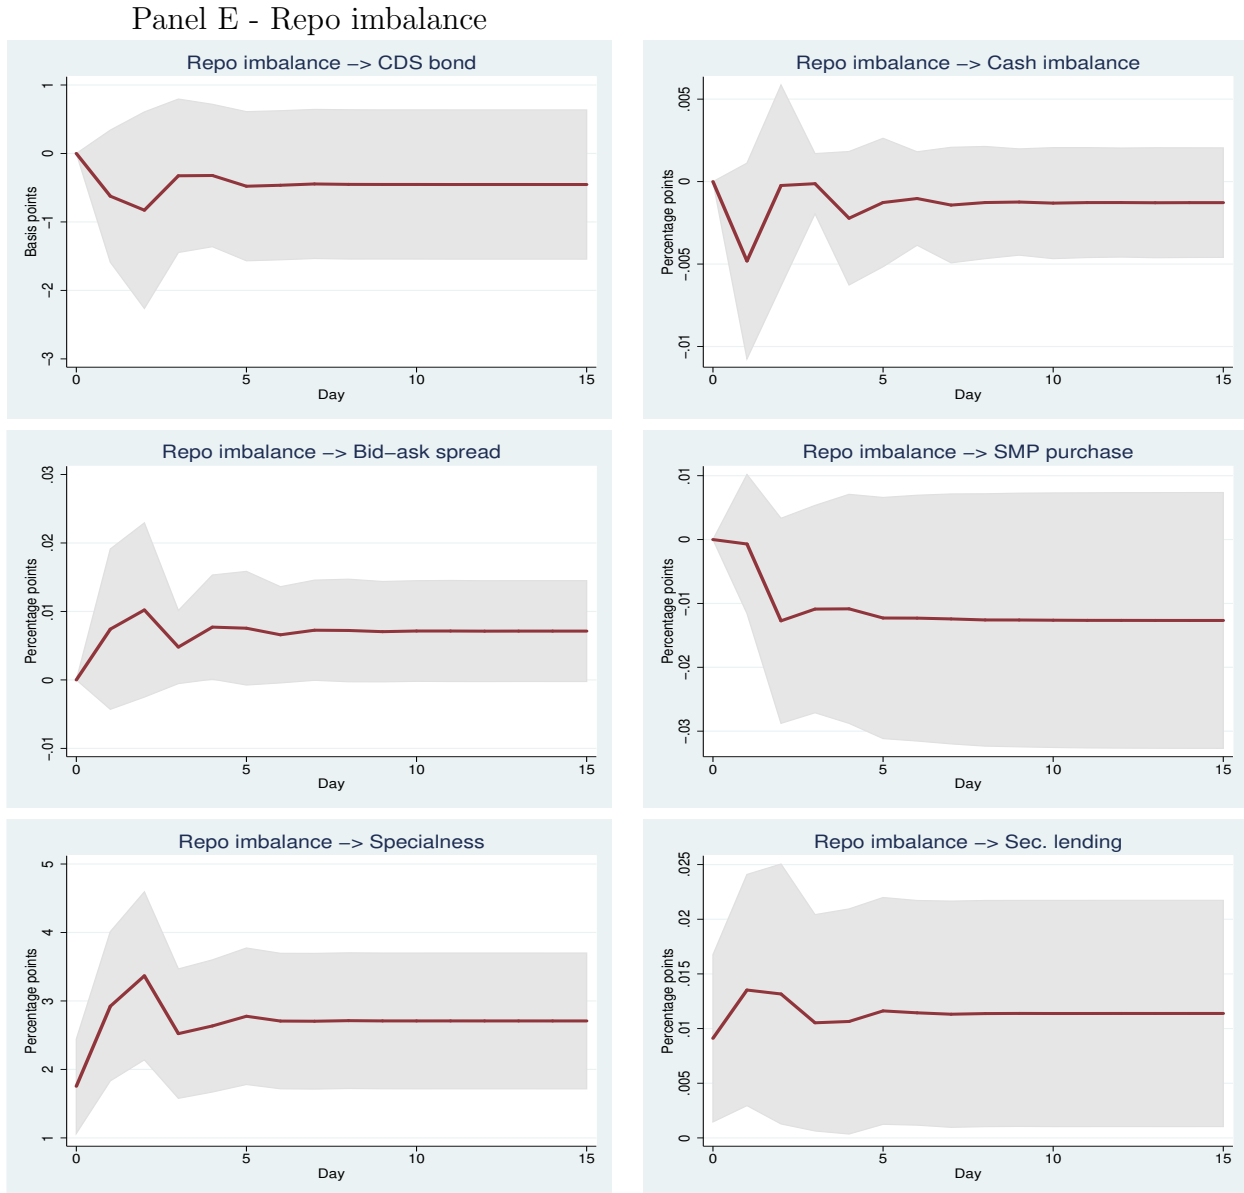 Panel E - Repo imbalance
Repo imbalance –> CDS bond
Basis points
1
0
−1
−2
−3
0 5 10 15
Day
Repo imbalance –> Cash imbalance
Percentage points
.005
0
−.005
−.01
0 5 10 15
Day
Repo imbalance –> Bid–ask spread
Percentage points
.03
.02
.01
0
−.01
0 5 10 15
Day
Repo imbalance –> SMP purchase
Percentage points
.01
0
−.01
−.02
−.03
0 5 10 15
Day
Repo imbalance –> Specialness
Percentage points
5
4
3
2
1
0 5 10 15
Day
Repo imbalance –> Sec. lending
Percentage points
.025
.02
.015
.01
.005
0
0 5 10 15
Day